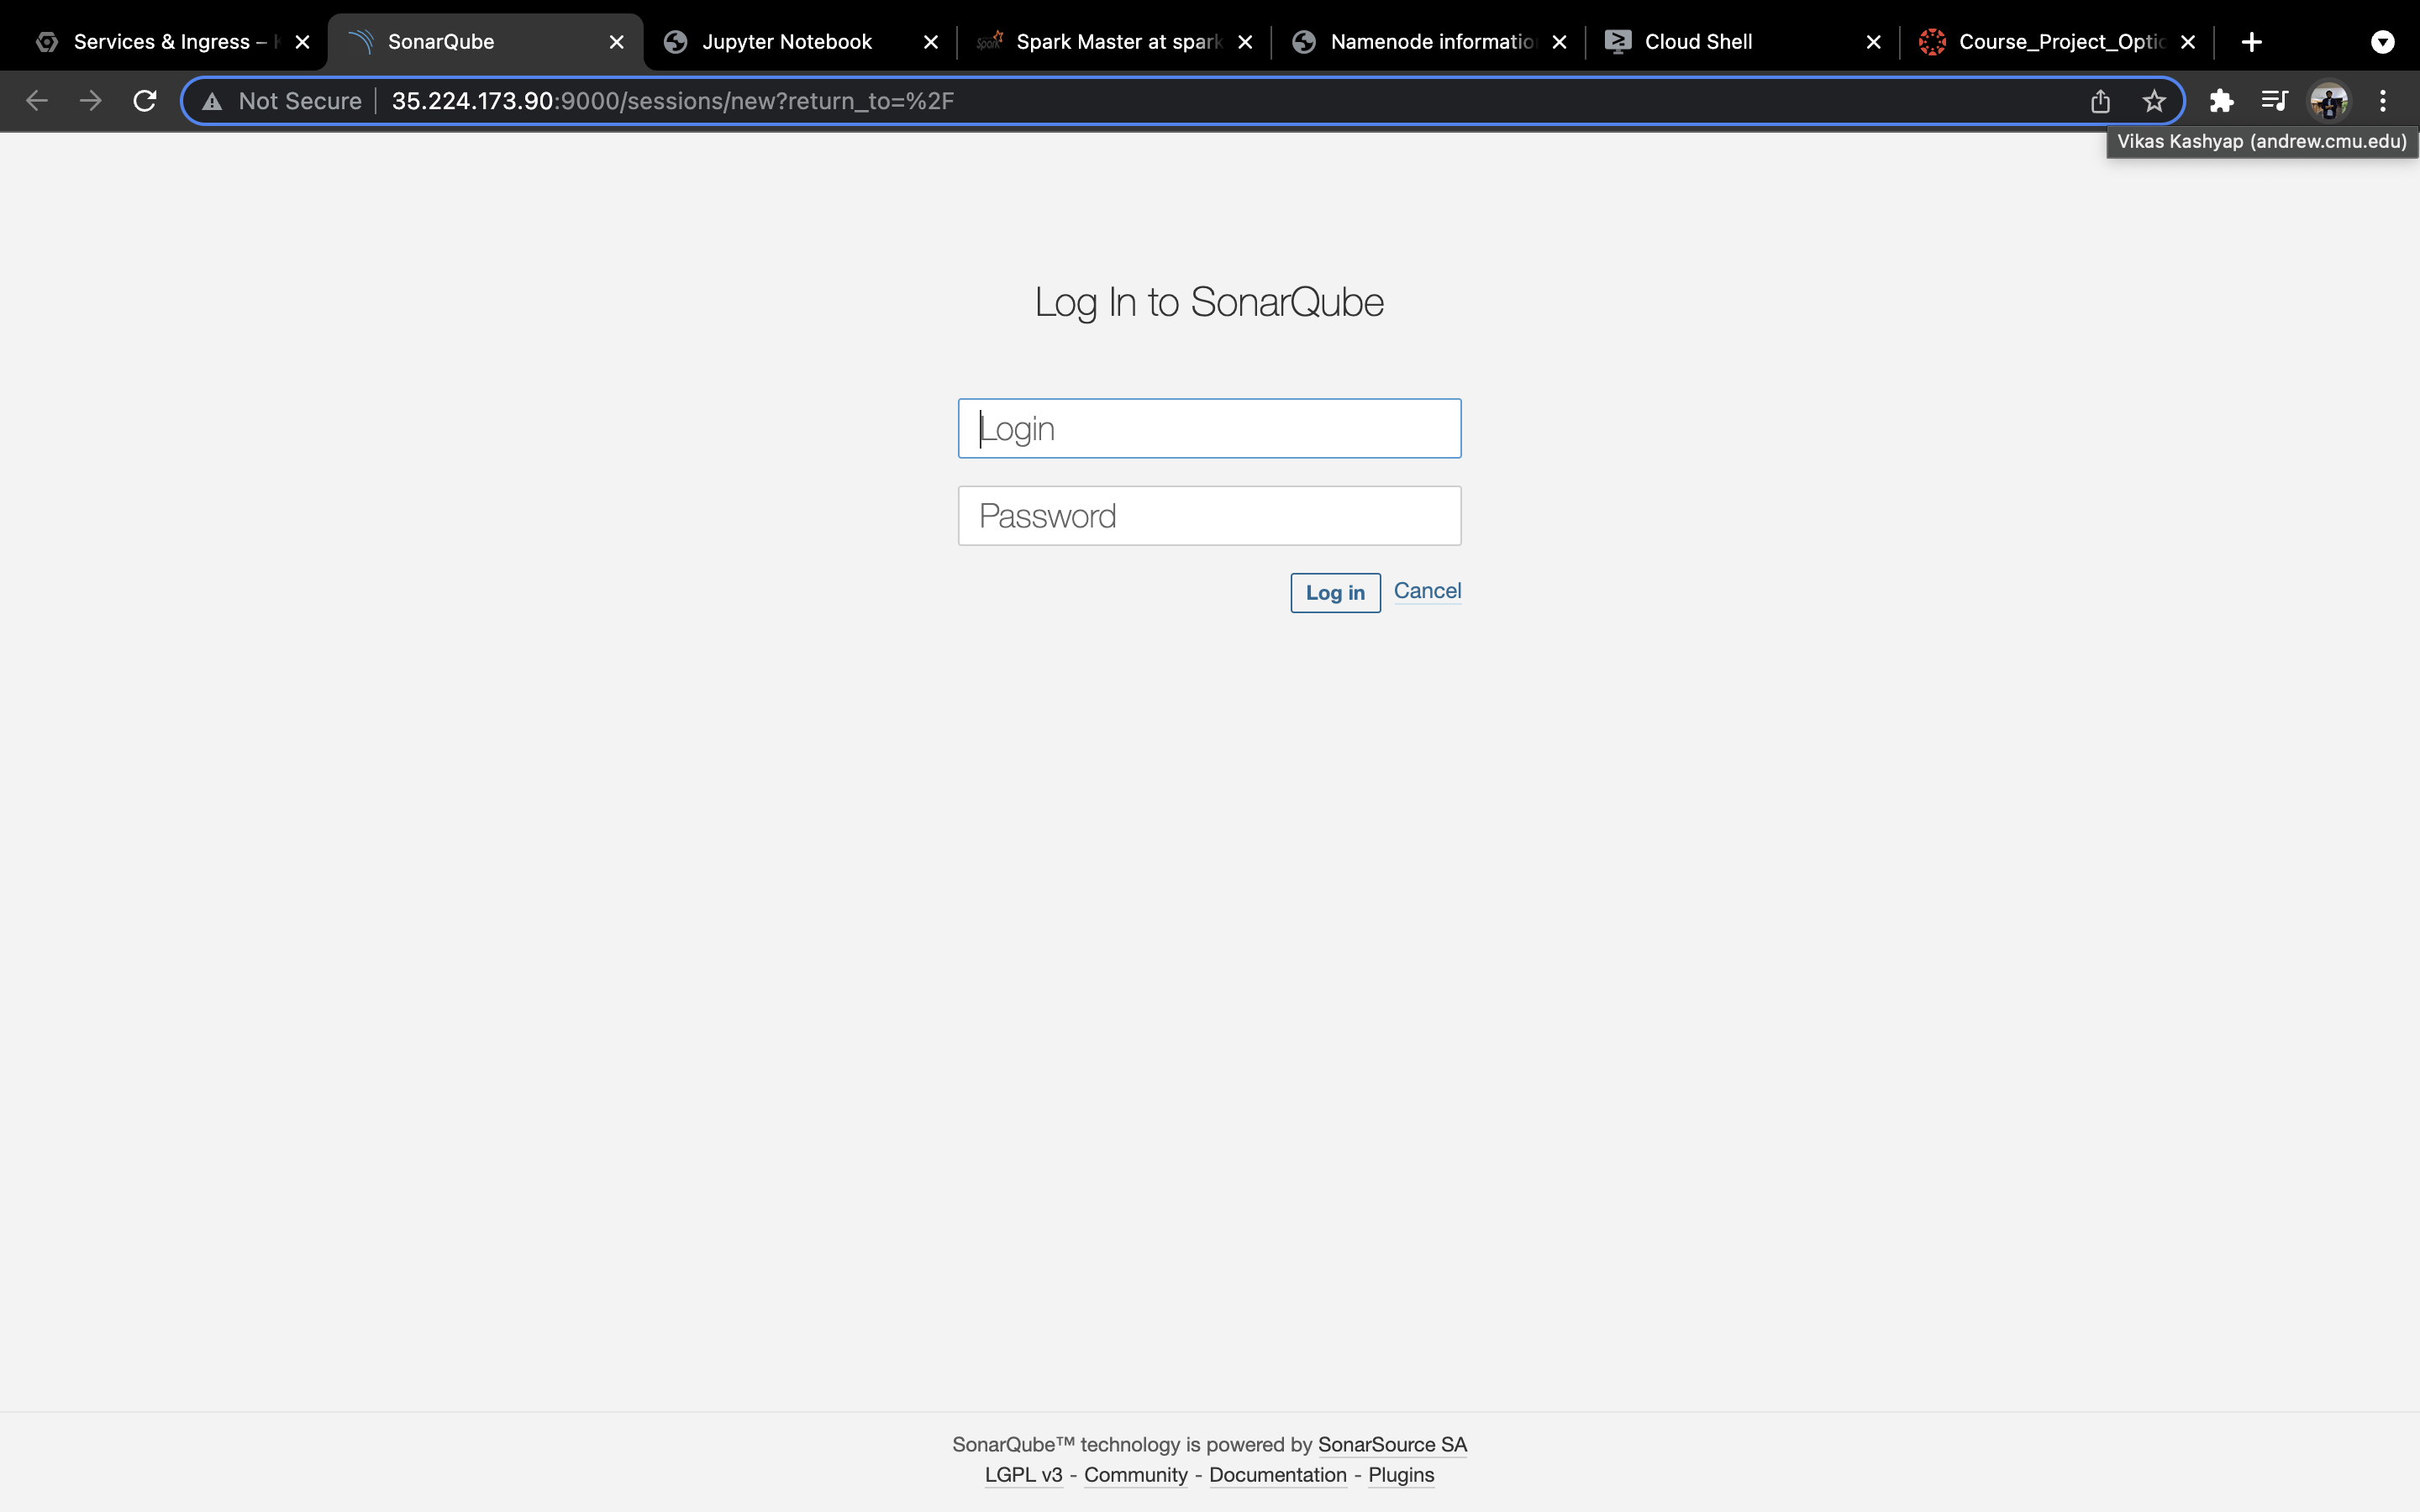 Services & Ingress –
SonarQube
Jupyter Notebook
Spark Master at spark
Namenode informatio
Cloud Shell
Course_Project_Optio
Not Secure
35.224.173.90:9000/sessions/new?return_to=%2F
Vikas Kashyap (andrew.cmu.edu)
Log In to SonarQube
Login
Password
Log in Cancel
SonarQube™ technology is powered by SonarSource SA
LGPL v3 - Community - Documentation - Plugins